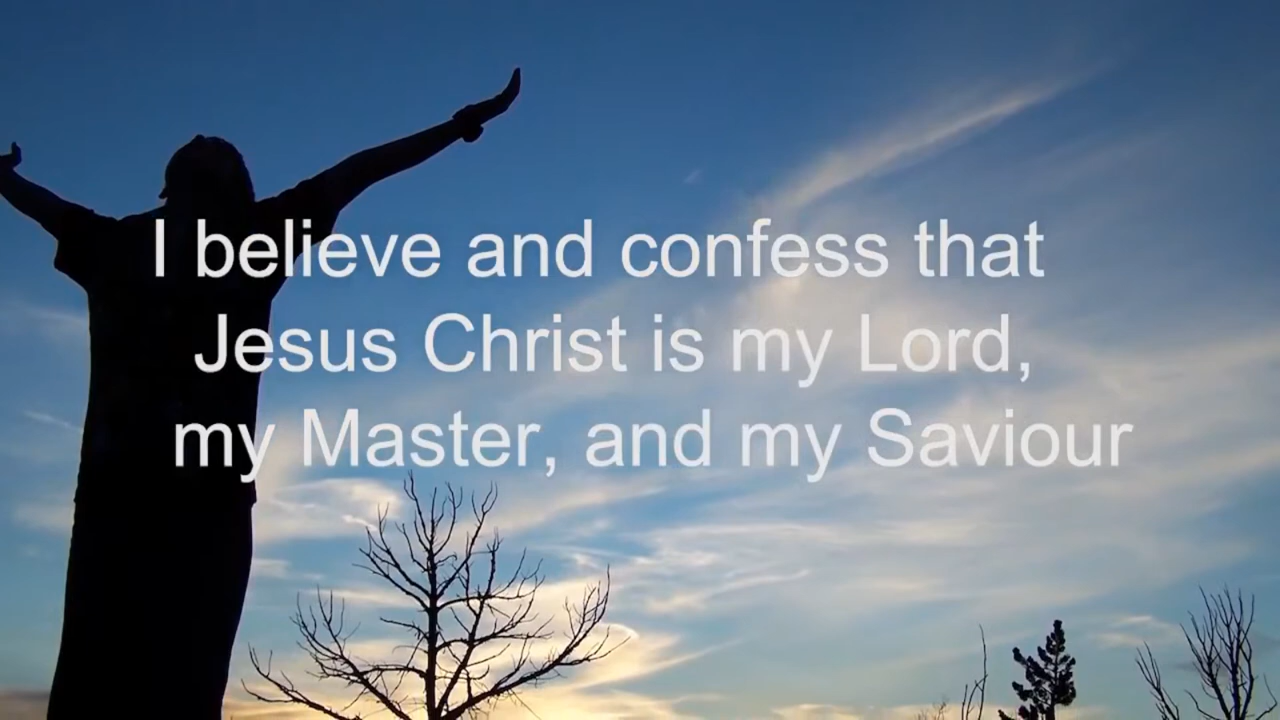 I believe and confess that
Jesus Christ is my Lord,
my Master, and my Saviour